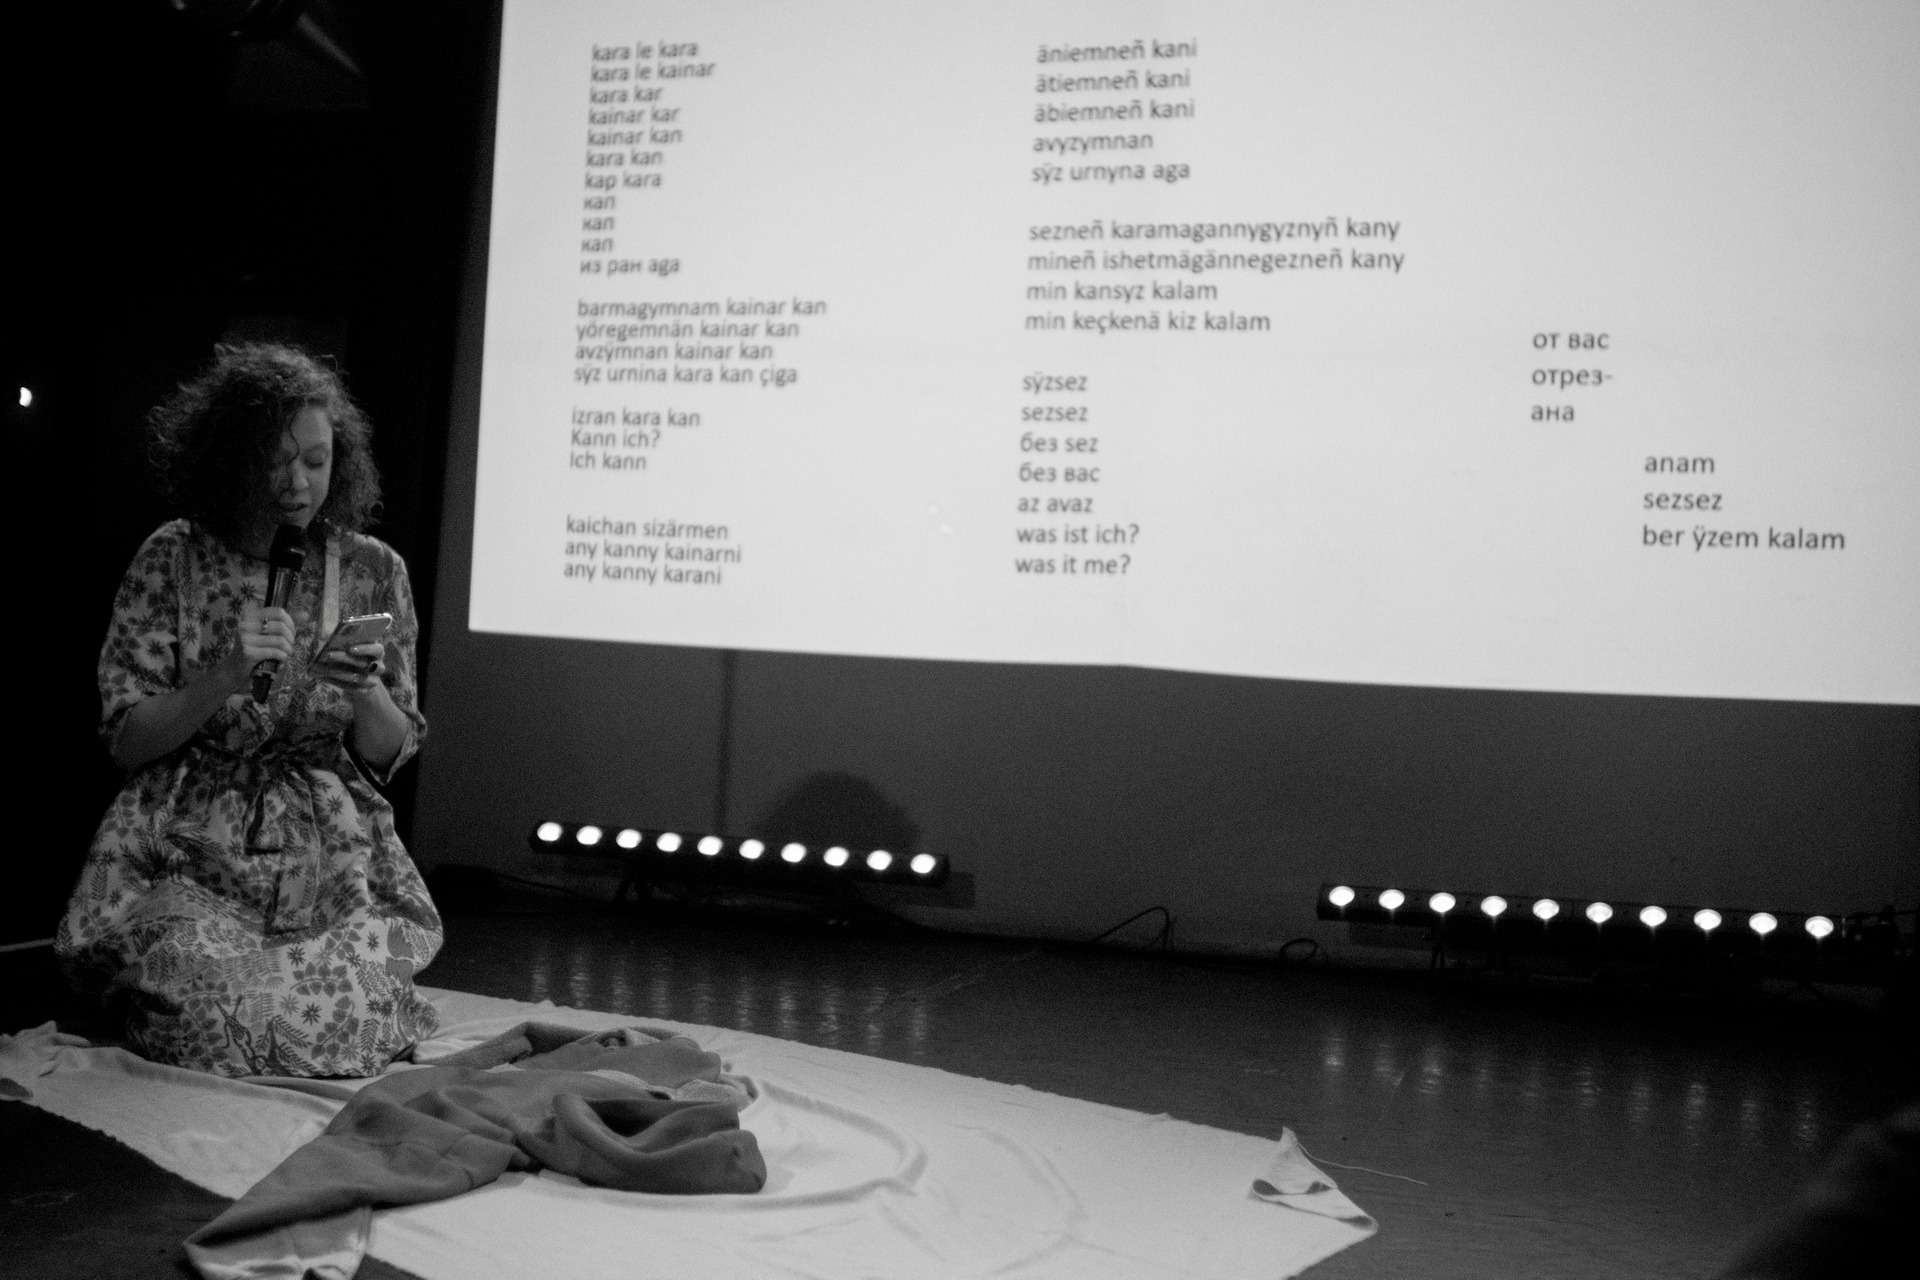 kara le kara
kara le kainar
kara kar
kainar kar
kainar kan
kara kan
kap kara
кап
кап
кап
из ран aga
barmagymnam kainar kan
yöregemnän kainar kan
avzÿmnan kainar kan
sÿz urnina kara kan çiga
izran kara kan
Kann ich?
Ich kann
kaichan sizärmen
any kanny kainarni
any kanny karani
äniemneñ kani
ätiemneñ kani
äbiemneñ kani
avyzymnan
sÿz urnyna aga
sezneñ karamagannygyznyñ kany
mineñ ishetmägännegezneñ kany
min kansyz kalam
min keçkenä kiz kalam
sÿzsez
sezsez
без sez
без вас
az avaz
was ist ich?
was it me?
от вас
отрез-
ана
anam
sezsez
ber ÿzem kalam